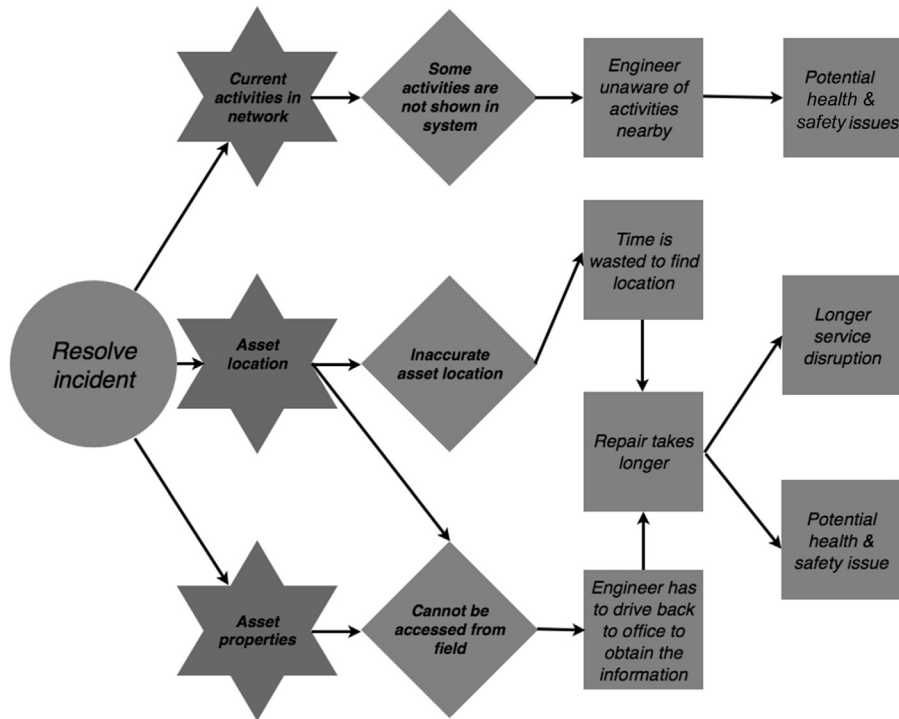 Current
activities in
network
Some
activities are
not shown in
system
Engineer
unaware of
activities
nearby
Potential
health &
safety issues
Resolve
incident
Asset
location
Inaccurate
asset location
Time is
wasted to find
location
Longer
service
disruption
Repair takes
longer
Potential
health &
safety issue
Asset
properties
Cannot be
accessed from
field
Engineer has
to drive back
to office to
obtain the
information